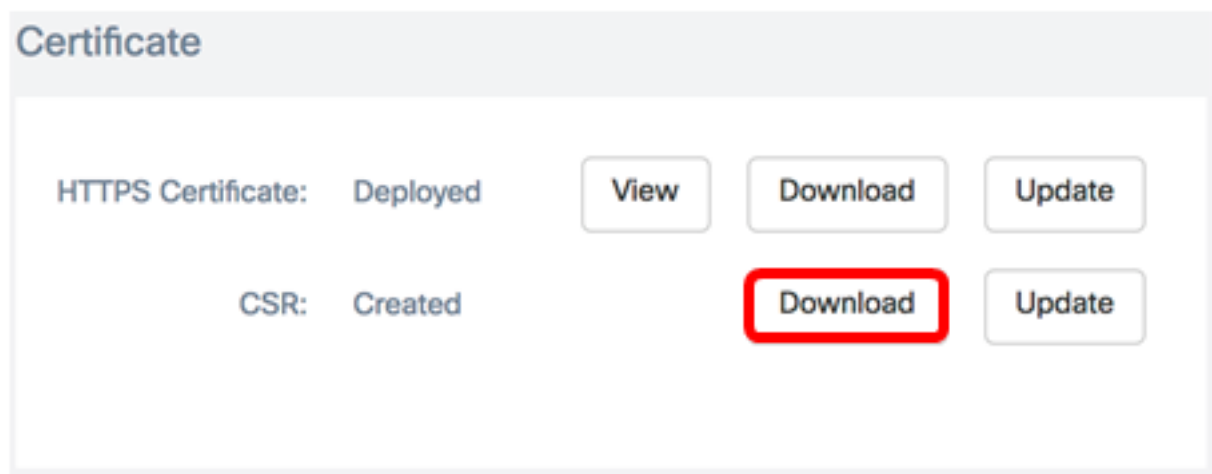 Certificate
HTTPS Certificate: Deployed View Download Update
CSR: Created Download Update